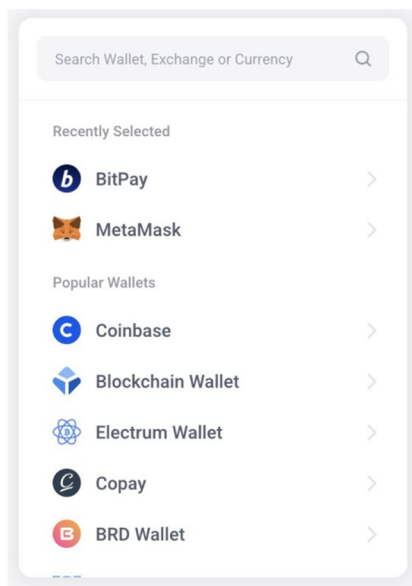 Search Wallet, Exchange or Currency
Recently Selected
BitPay
MetaMask
Popular Wallets
Coinbase
Blockchain Wallet
Electrum Wallet
Copay
BRD Wallet